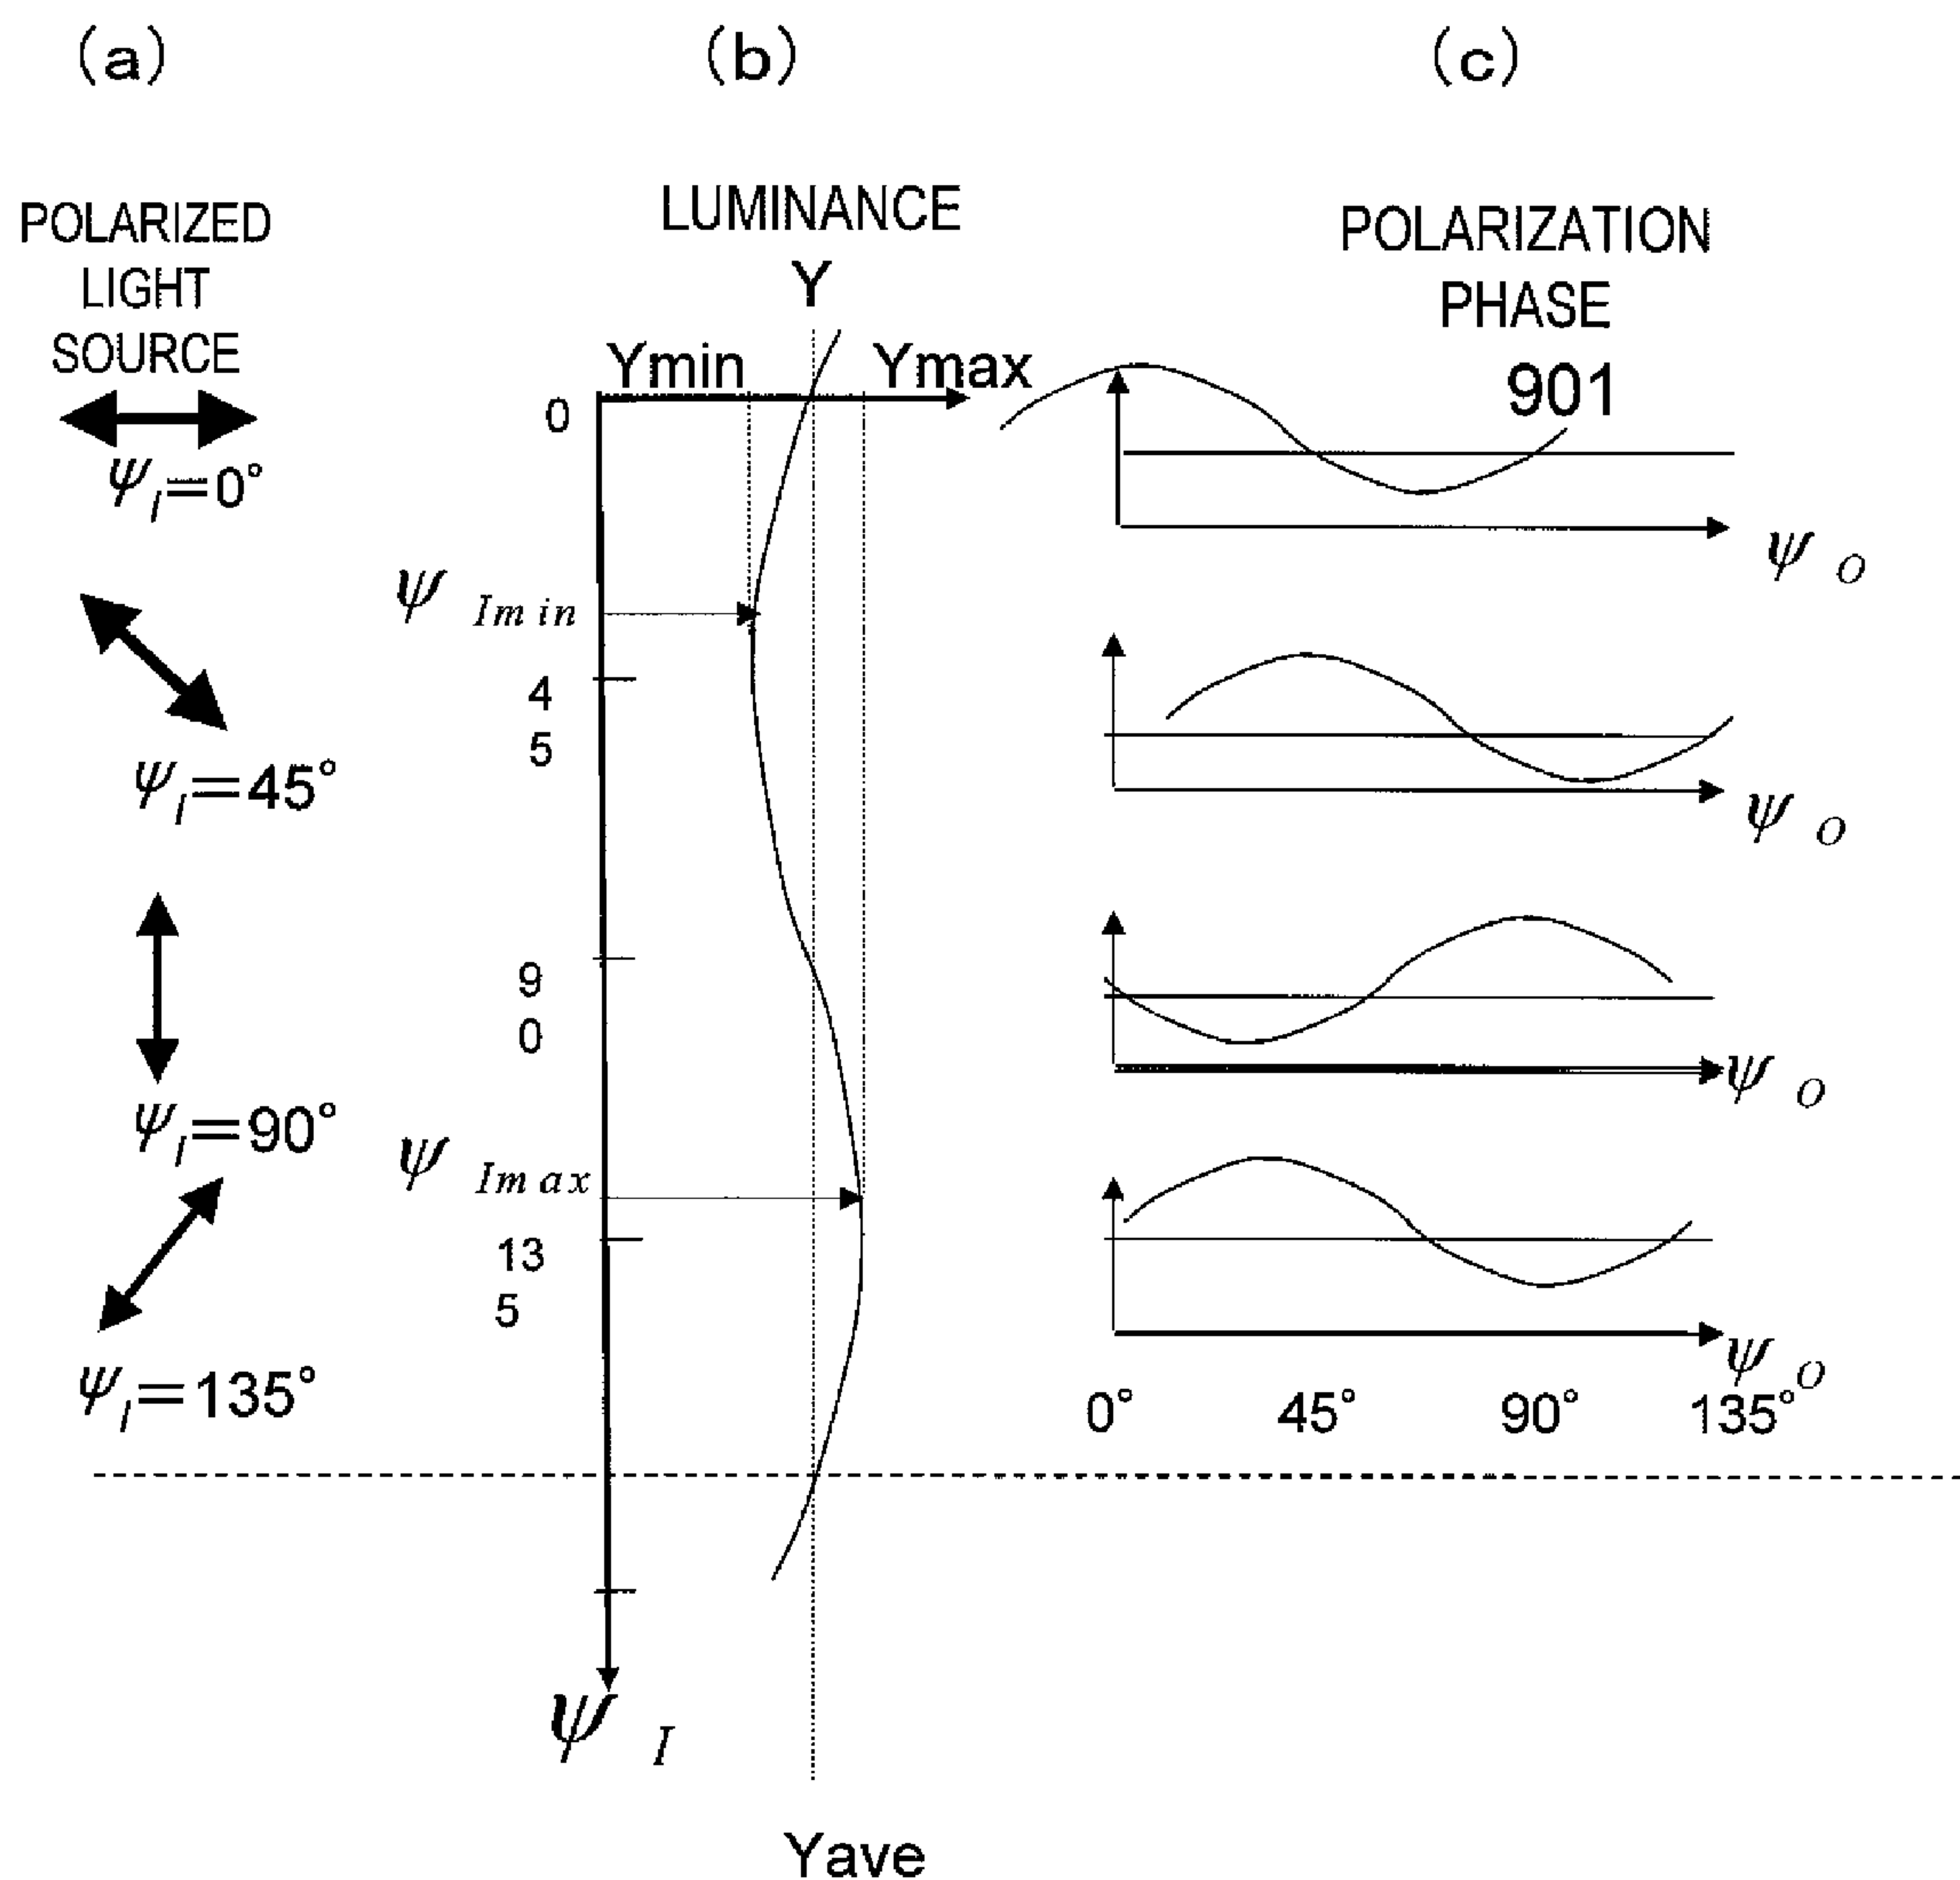 (a)
(b)
(c)
POLARIZED
LIGHT
SOURCE
ψI=0°
ψI=45°
ψI=90°
ψI=135°
LUMINANCE
Y
Ymin
Ymax
0
ψImin
4
5
9
0
ψImax
13
5
ψI
Yave
POLARIZATION
PHASE
901
ψO
ψO
ψO
ψO
0° 45° 90° 135°